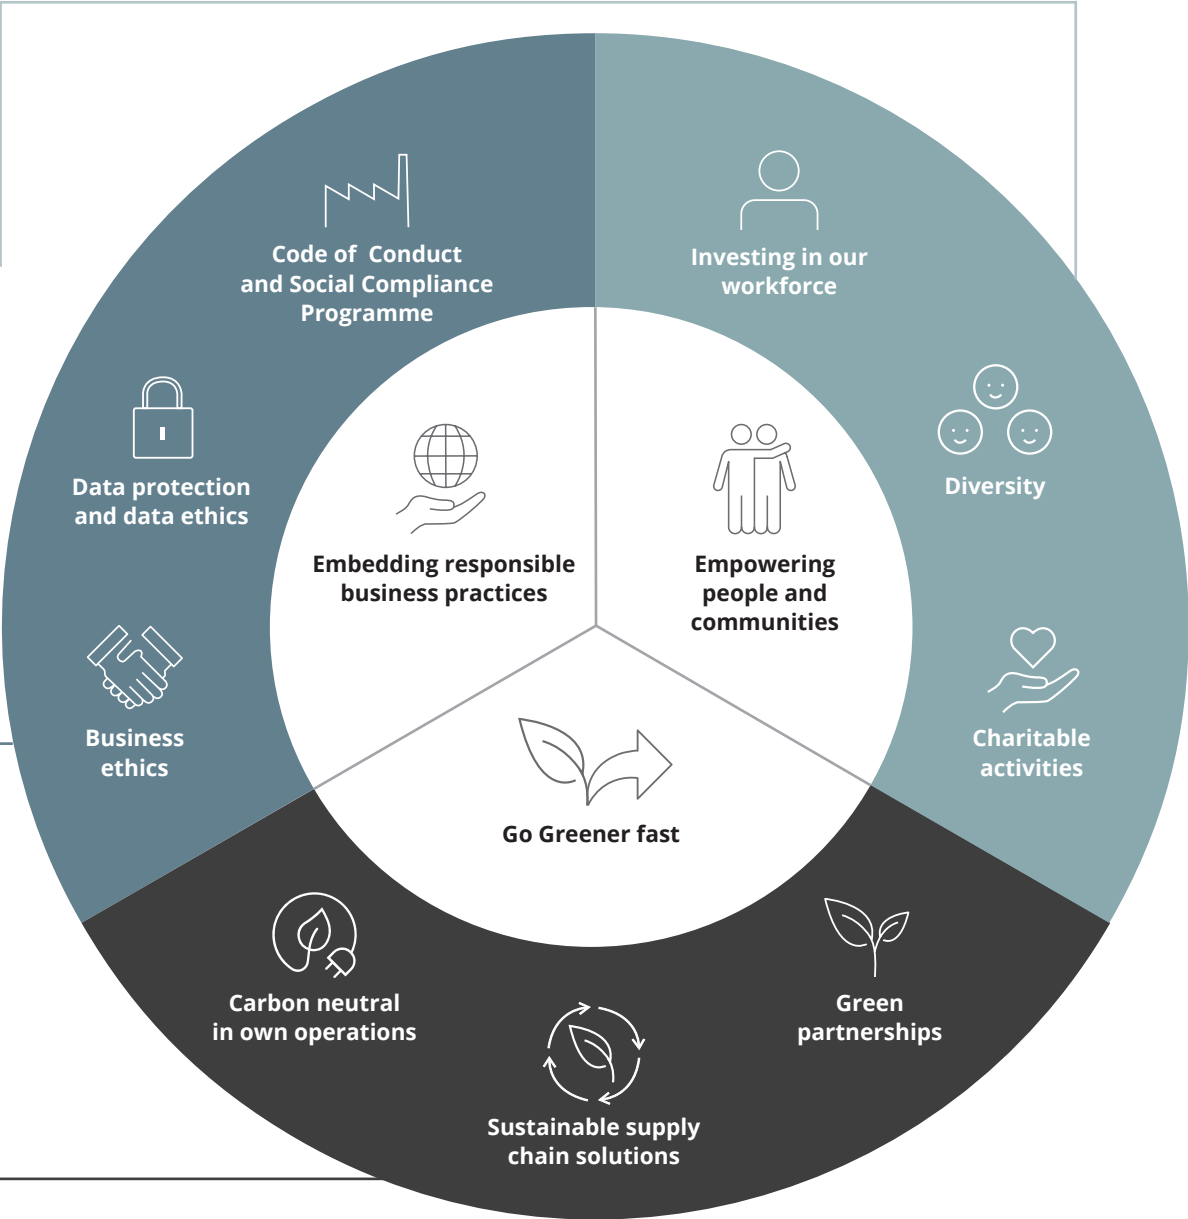 Code of Conduct
and Social Compliance
Programme
Investing in our
workforce
Data protection
and data ethics
Diversity
Embedding responsible
business practices
Empowering
people and
communities
Business
ethics
Charitable
activities
Go Greener fast
Carbon neutral
in own operations
Green
partnerships
Sustainable supply
chain solutions